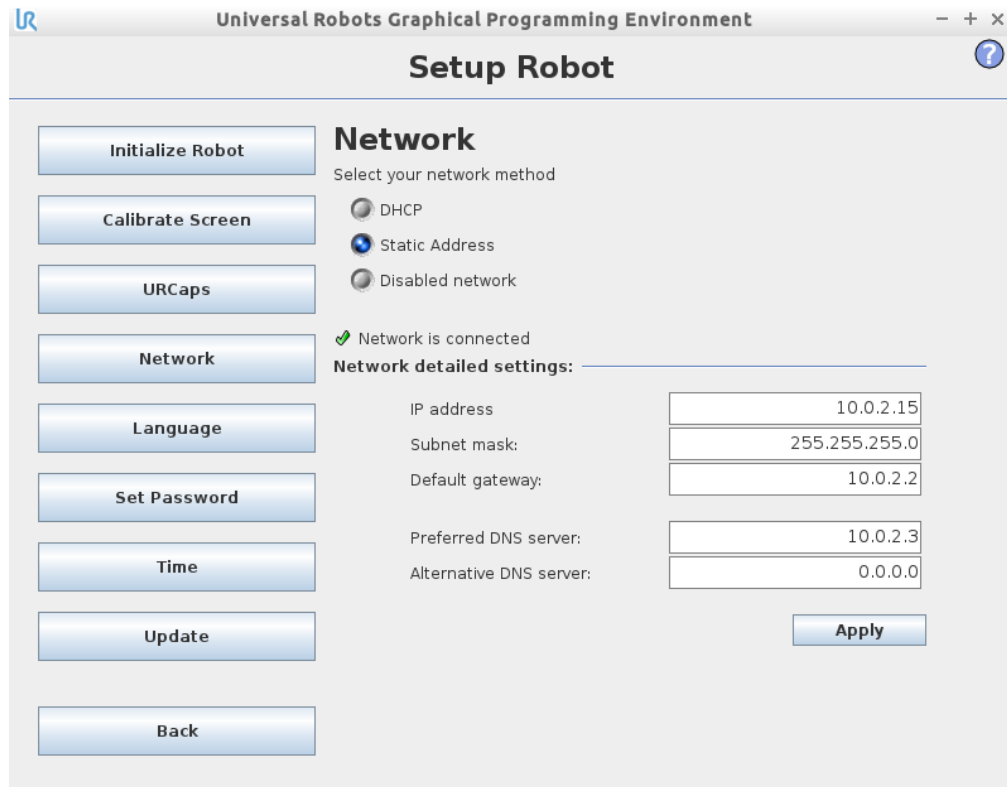 UR Universal Robots Graphical Programming Environment
Setup Robot
?
Initialize Robot
Calibrate Screen
URCaps
Network
Language
Set Password
Time
Update
Back
Network
Select your network method
DHCP
Static Address
Disabled network
Network is connected
Network detailed settings:
IP address 10.0.2.15
Subnet mask: 255.255.255.0
Default gateway: 10.0.2.2
Preferred DNS server: 10.0.2.3
Alternative DNS server: 0.0.0.0
Apply